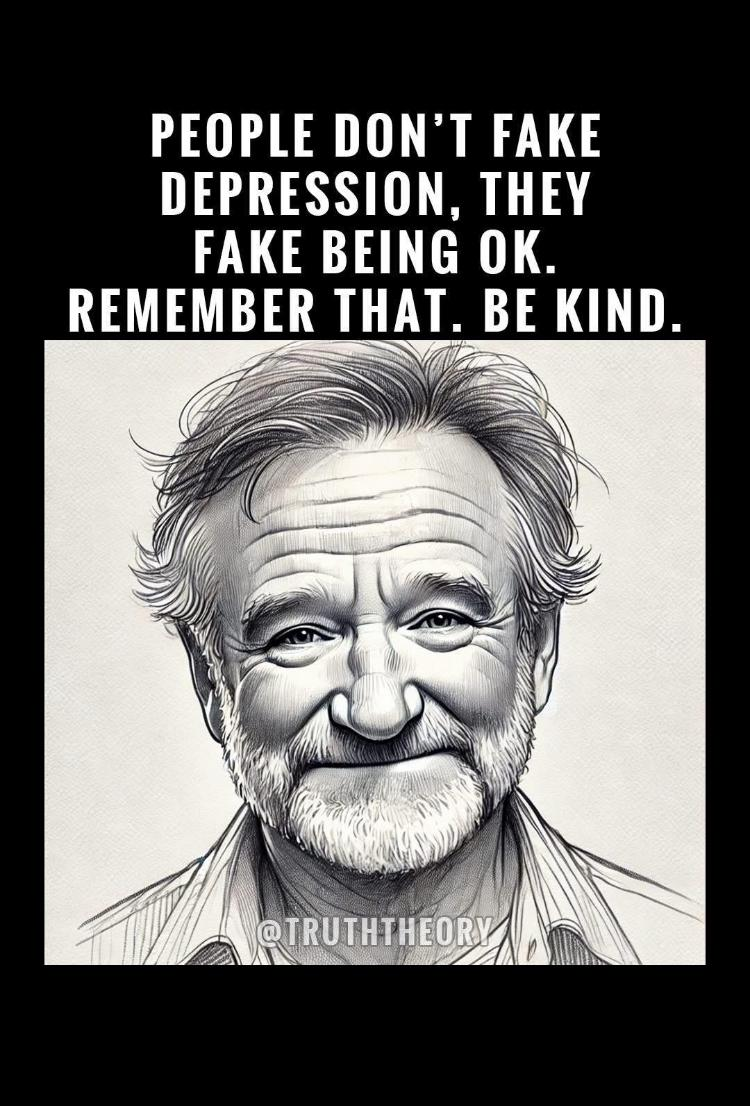 PEOPLE DON’T FAKE
DEPRESSION, THEY
FAKE BEING OK.
REMEMBER THAT. BE KIND.
@TRUTHTHEORY